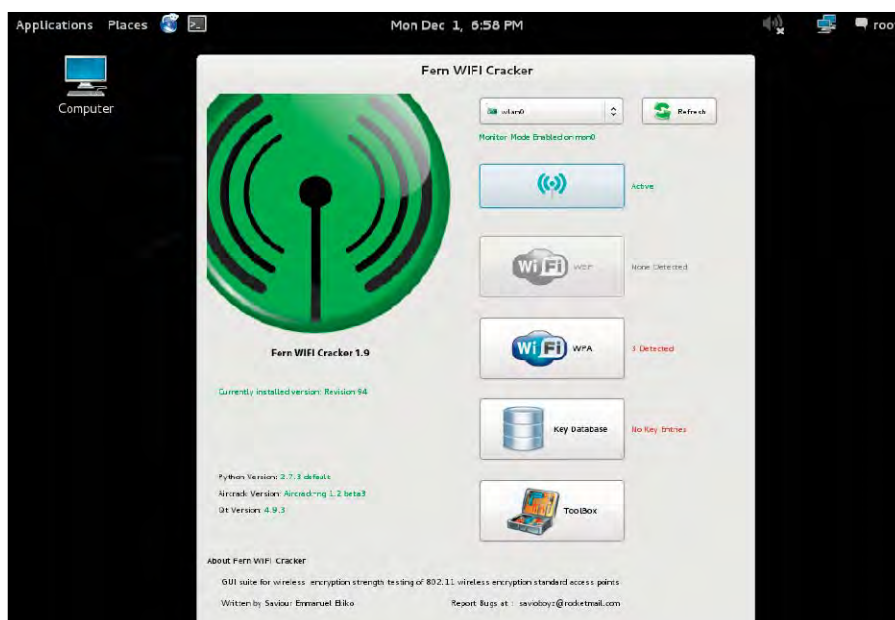 Applications Places Mon Dec 1, 6:58 PM roo
Computer
Fern WIFI Cracker
wlan0 Refresh
Monitor Mode Enabled on mon0
Active
WiFi WEP None Detected
Fern WIFI Cracker 1.9
WiFi WPA 3 Detected
Currently installed version: Revision 94
Key Database No Key Entries
Python Version: 2.7.3 default
Aircrack Version: Aircrack-ng 1.2 beta3
Qt Version: 4.9.3
ToolBox
About Fern WIFI Cracker
GUI suite for wireless encryption strength testing of 802.11 wireless encryption standard access points
Written by Saviour Emmanuel Ekiko Report Bugs at : savioboyz@rocketmail.com